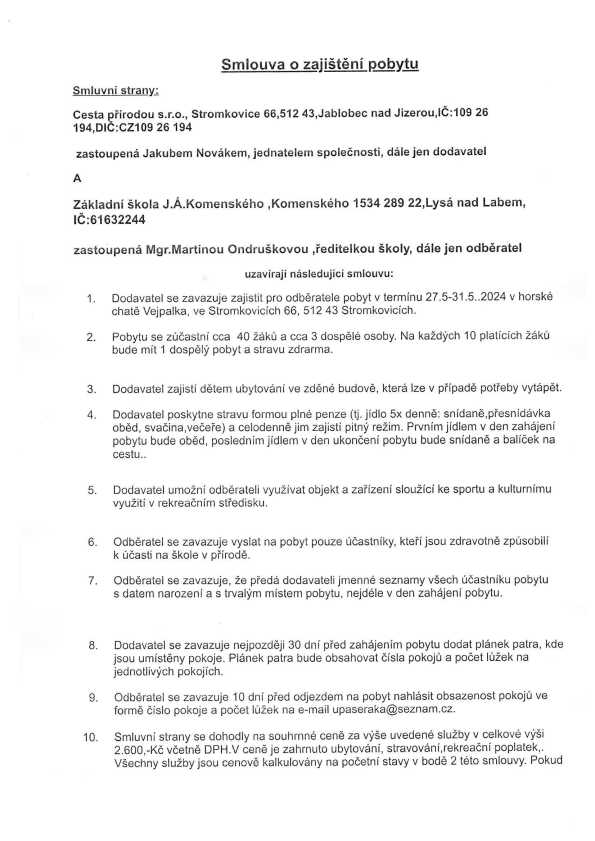 Smlouva o zajištění pobytu
Smluvní strany:
Cesta přírodou s.r.o., Stromkovice 66,512 43,Jablobec nad Jizerou,IČ:109 26
194,DIČ:CZ109 26 194
zastoupená Jakubem Novákem, jednatelem společnosti, dále jen dodavatel
A
Základní škola J.Á.Komenského ,Komenského 1534 289 22,Lysá nad Labem,
IČ:61632244
zastoupená Mgr.Martinou Ondruškovou ,ředitelkou školy, dále jen odběratel
uzavírají následující smlouvu:
1. Dodavatel se zavazuje zajistit pro odběratele pobyt v termínu 27.5-31.5..2024 v horské
chatě Vejpalka, ve Stromkovicích 66, 512 43 Stromkovicích.
2. Pobytu se zúčastní cca 40 žáků a cca 3 dospělé osoby. Na každých 10 platících žáků
bude mít 1 dospělý pobyt a stravu zdrarma.
3. Dodavatel zajistí dětem ubytování ve zděné budově, která lze v případě potřeby vytápět.
4. Dodavatel poskytne stravu formou plné penze (tj. jídlo 5x denně: snídaně,přesnídávka
oběd, svačina,večeře) a celodenně jim zajistí pitný režim. Prvním jídlem v den zahájení
pobytu bude oběd, posledním jídlem v den ukončení pobytu bude snídaně a balíček na
cestu..
5. Dodavatel umožní odběrateli využívat objekt a zařízení sloužící ke sportu a kulturnímu
využití v rekreačním středisku.
6. Odběratel se zavazuje vyslat na pobyt pouze účastníky, kteří jsou zdravotně způsobilí
k účasti na škole v přírodě.
7. Odběratel se zavazuje, že předá dodavateli jmenné seznamy všech účastníku pobytu
s datem narození a s trvalým místem pobytu, nejdéle v den zahájení pobytu.
8. Dodavatel se zavazuje nejpozději 30 dní před zahájením pobytu dodat plánek patra, kde
jsou umístěny pokoje. Plánek patra bude obsahovat čísla pokojů a počet lůžek na
jednotlivých pokojích.
9. Odběratel se zavazuje 10 dní před odjezdem na pobyt nahlásit obsazenost pokojů ve
formě číslo pokoje a počet lůžek na e-mail upaseraka@seznam.cz.
10. Smluvní strany se dohodly na souhrnné ceně za výše uvedené služby v celkové výši
2.600,-Kč včetně DPH.V ceně je zahrnuto ubytování, stravování,rekreační poplatek,.
Všechny služby jsou cenově kalkulovány na početní stavy v bodě 2 této smlouvy. Pokud